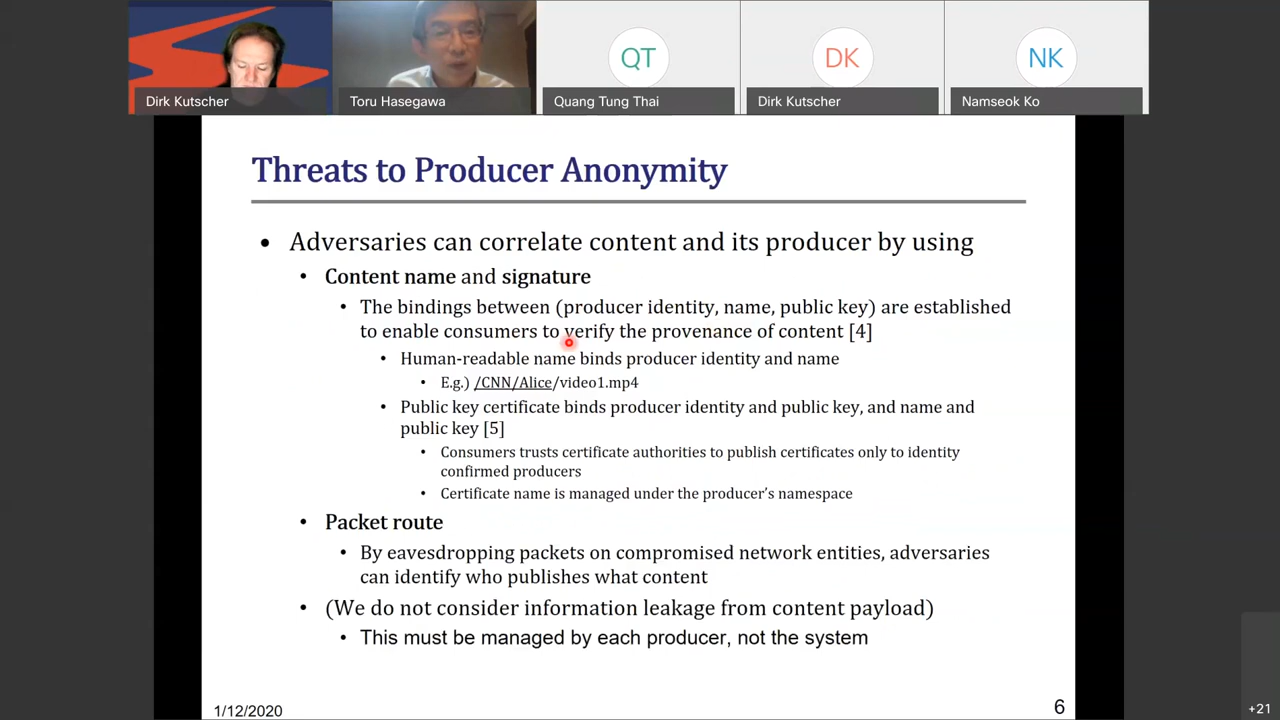 QT
DK
NK
Dirk Kutscher
Toru Hasegawa
Quang Tung Thai
Dirk Kutscher
Namseok Ko
Threats to Producer Anonymity
• Adversaries can correlate content and its producer by using
• Content name and signature
• The bindings between (producer identity, name, public key) are established
to enable consumers to verify the provenance of content [4]
• Human-readable name binds producer identity and name
• E.g.) /CNN/Alice/video1.mp4
• Public key certificate binds producer identity and public key, and name and
public key [5]
• Consumers trusts certificate authorities to publish certificates only to identity
confirmed producers
• Certificate name is managed under the producer's namespace
• Packet route
• By eavesdropping packets on compromised network entities, adversaries
can identify who publishes what content
• (We do not consider information leakage from content payload)
• This must be managed by each producer, not the system
1/12/2020
6
+21